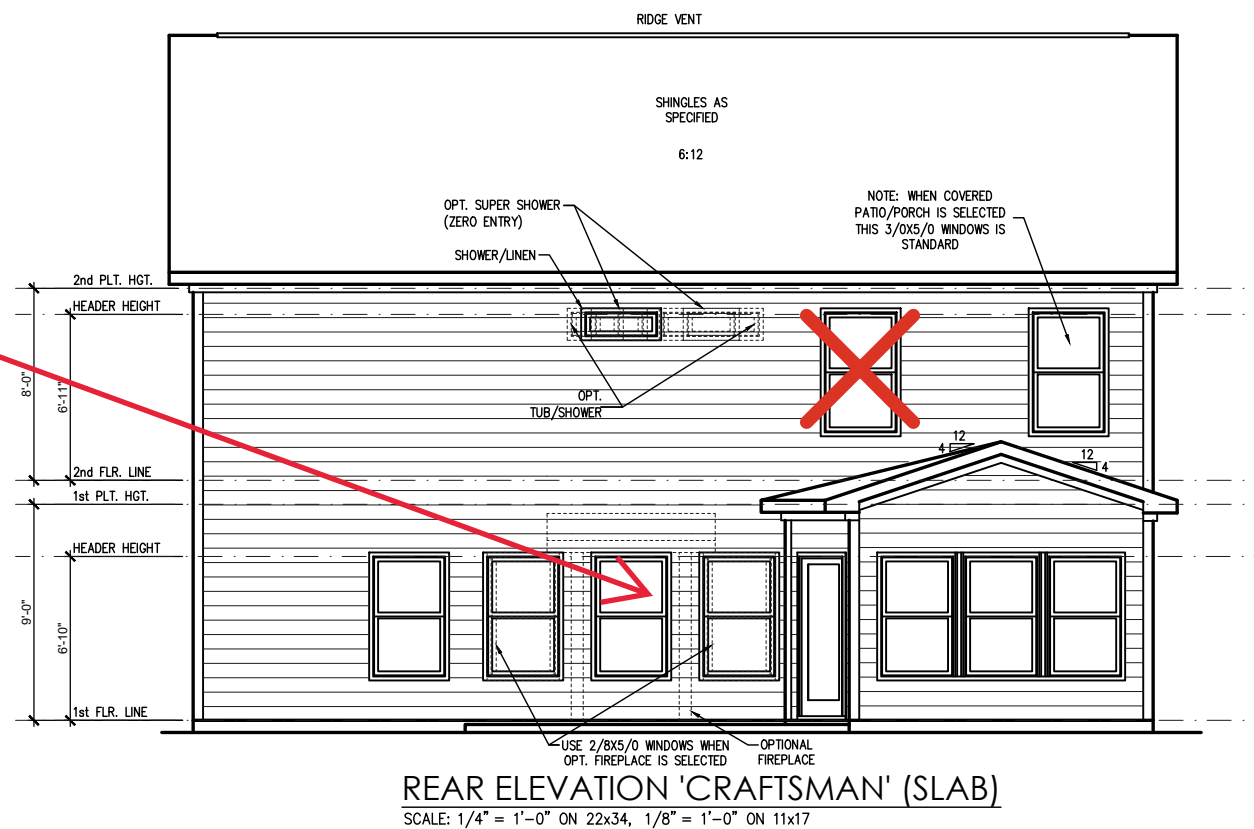 RIDGE VENT
SHINGLES AS
SPECIFIED
6:12
OPT. SUPER SHOWER
(ZERO ENTRY)
SHOWER/LINEN
NOTE: WHEN COVERED
PATIO/PORCH IS SELECTED
THIS 3/0X5/0 WINDOWS IS
STANDARD
2nd PLT. HGT.
HEADER HEIGHT
8'-0"
6'-11"
OPT.
TUB/SHOWER
12
4
12
4
2nd FLR. LINE
1st PLT. HGT.
HEADER HEIGHT
9'-0"
6'-10"
1st FLR. LINE
USE 2/8X5/0 WINDOWS WHEN
OPT. FIREPLACE IS SELECTED
OPTIONAL
FIREPLACE
REAR ELEVATION 'CRAFTSMAN' (SLAB)
SCALE: 1/4" = 1'-0" ON 22x34, 1/8" = 1'-0" ON 11x17